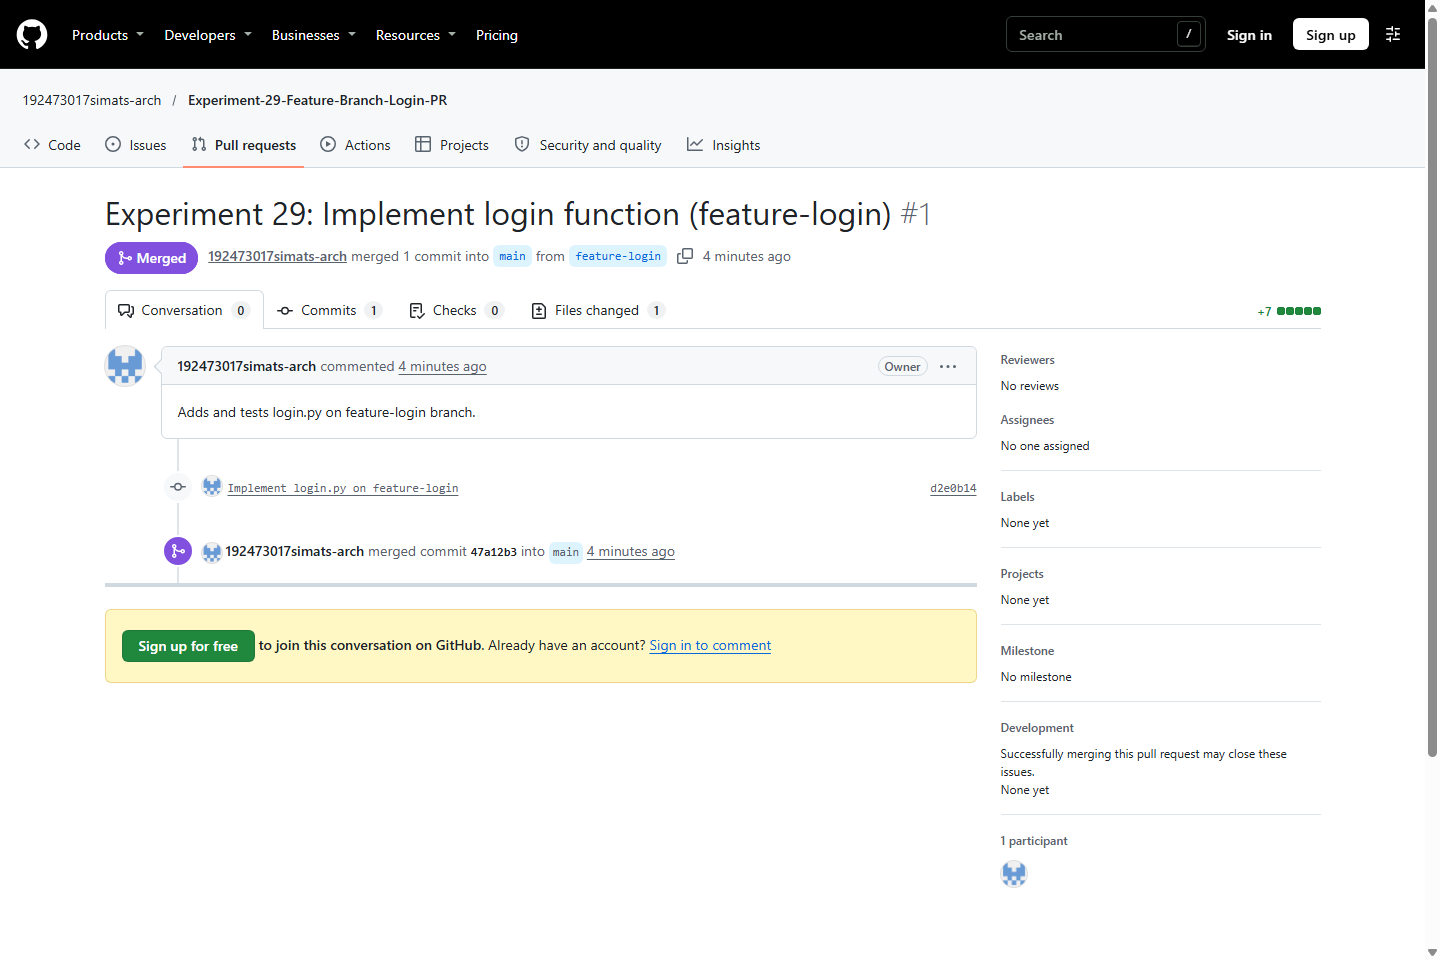 Products Developers Businesses Resources Pricing Search / Sign in Sign up
192473017simats-arch / Experiment-29-Feature-Branch-Login-PR
Code Issues Pull requests Actions Projects Security and quality Insights
Experiment 29: Implement login function (feature-login) #1
Merged 192473017simats-arch merged 1 commit into main from feature-login 4 minutes ago
Conversation 0 Commits 1 Checks 0 Files changed 1 +7
192473017simats-arch commented 4 minutes ago Owner
Adds and tests login.py on feature-login branch.
Implement login.py on feature-login d2e0b14
192473017simats-arch merged commit 47a12b3 into main 4 minutes ago
Sign up for free to join this conversation on GitHub. Already have an account? Sign in to comment
Reviewers
No reviews
Assignees
No one assigned
Labels
None yet
Projects
None yet
Milestone
No milestone
Development
Successfully merging this pull request may close these
issues.
None yet
1 participant